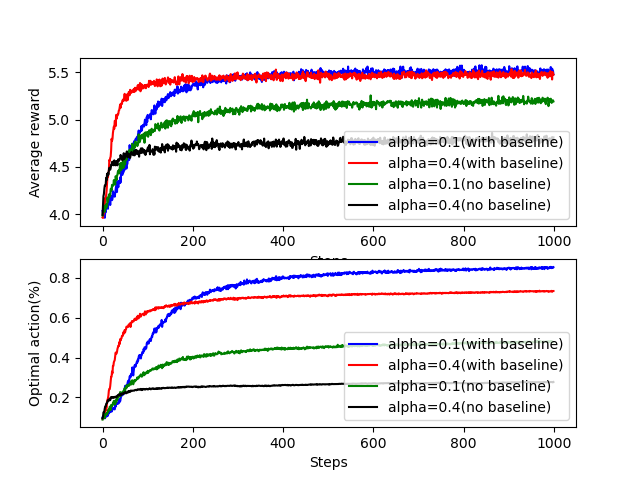 5.5
5.0
4.5
4.0
Average reward
alpha=0.1(with baseline)
alpha=0.4(with baseline)
alpha=0.1(no baseline)
alpha=0.4(no baseline)
0 200 400 600 800 1000
Steps
0.8
0.6
0.4
0.2
Optimal action(%)
alpha=0.1(with baseline)
alpha=0.4(with baseline)
alpha=0.1(no baseline)
alpha=0.4(no baseline)
0 200 400 600 800 1000
Steps